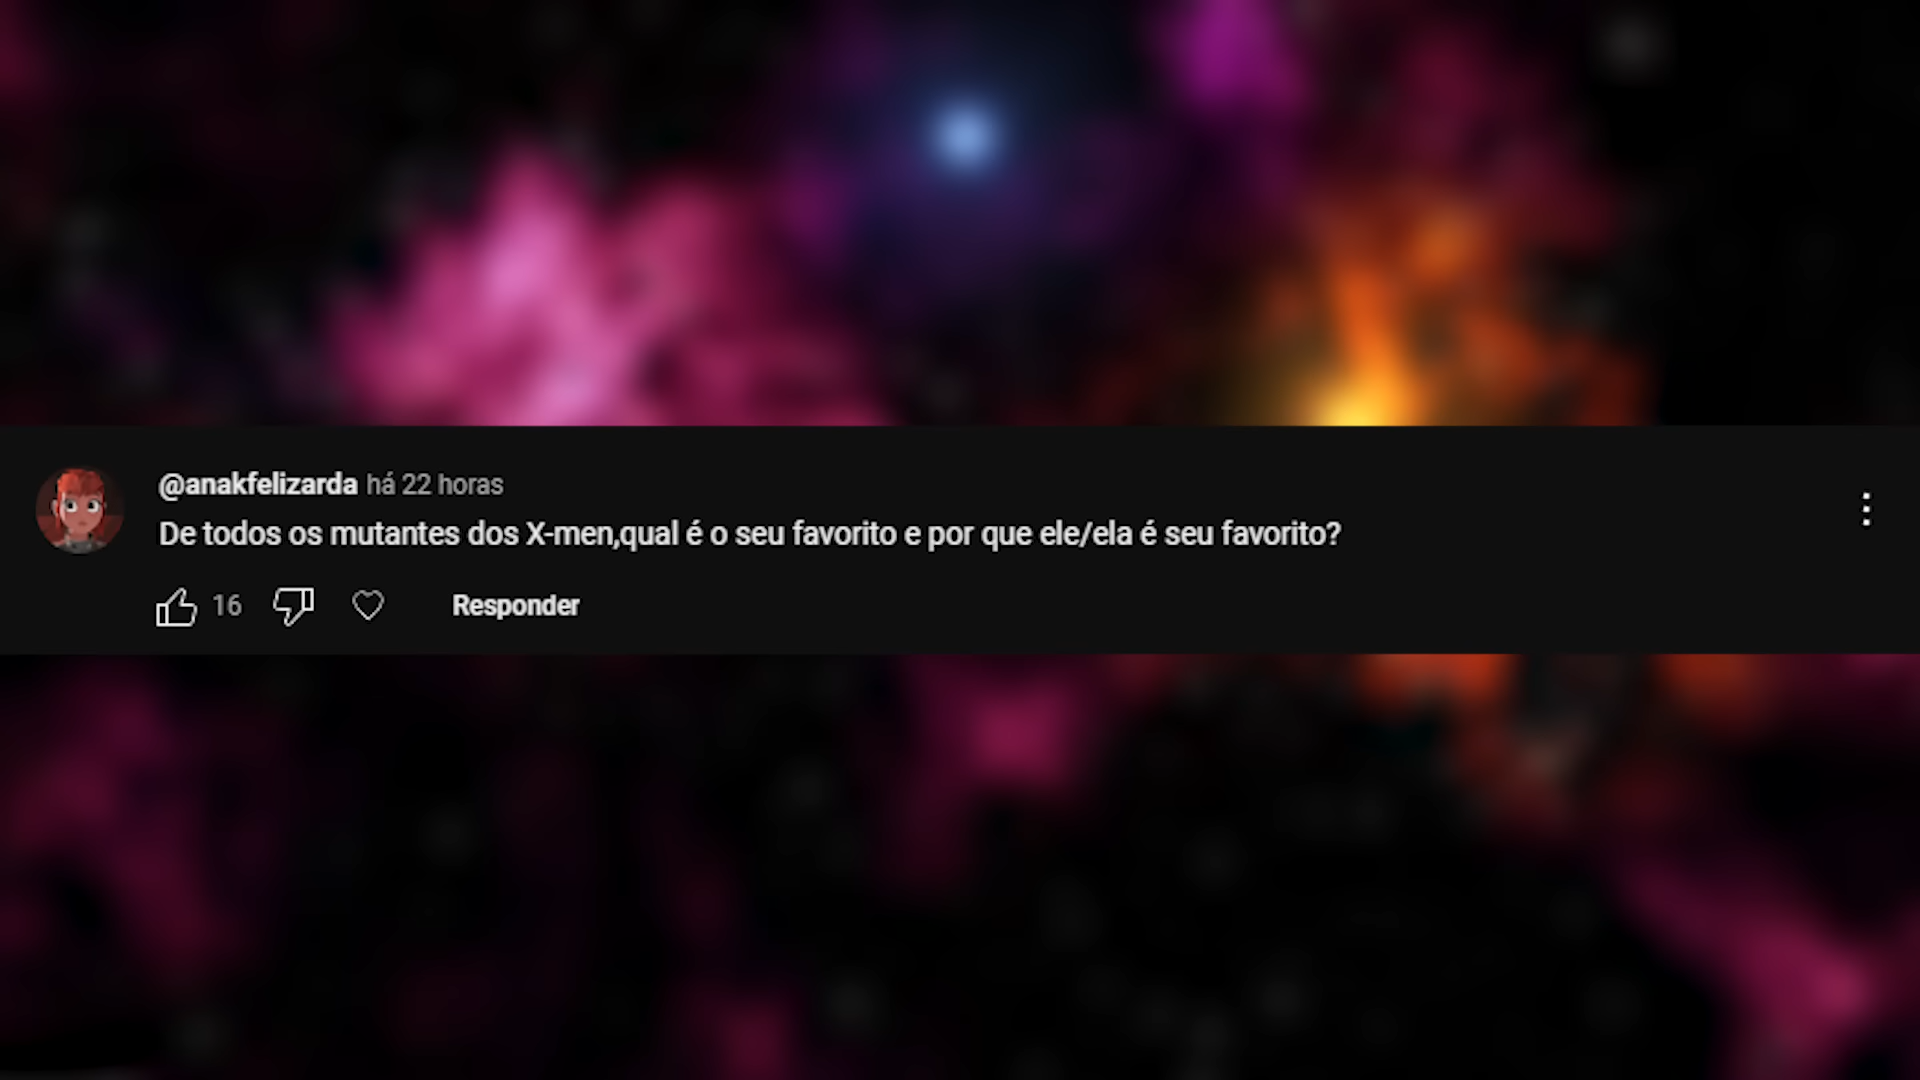 @anakfelizarda há 22 horas
De todos os mutantes dos X-men,qual é o seu favorito e por que ele/ela é seu favorito?
16 Responder